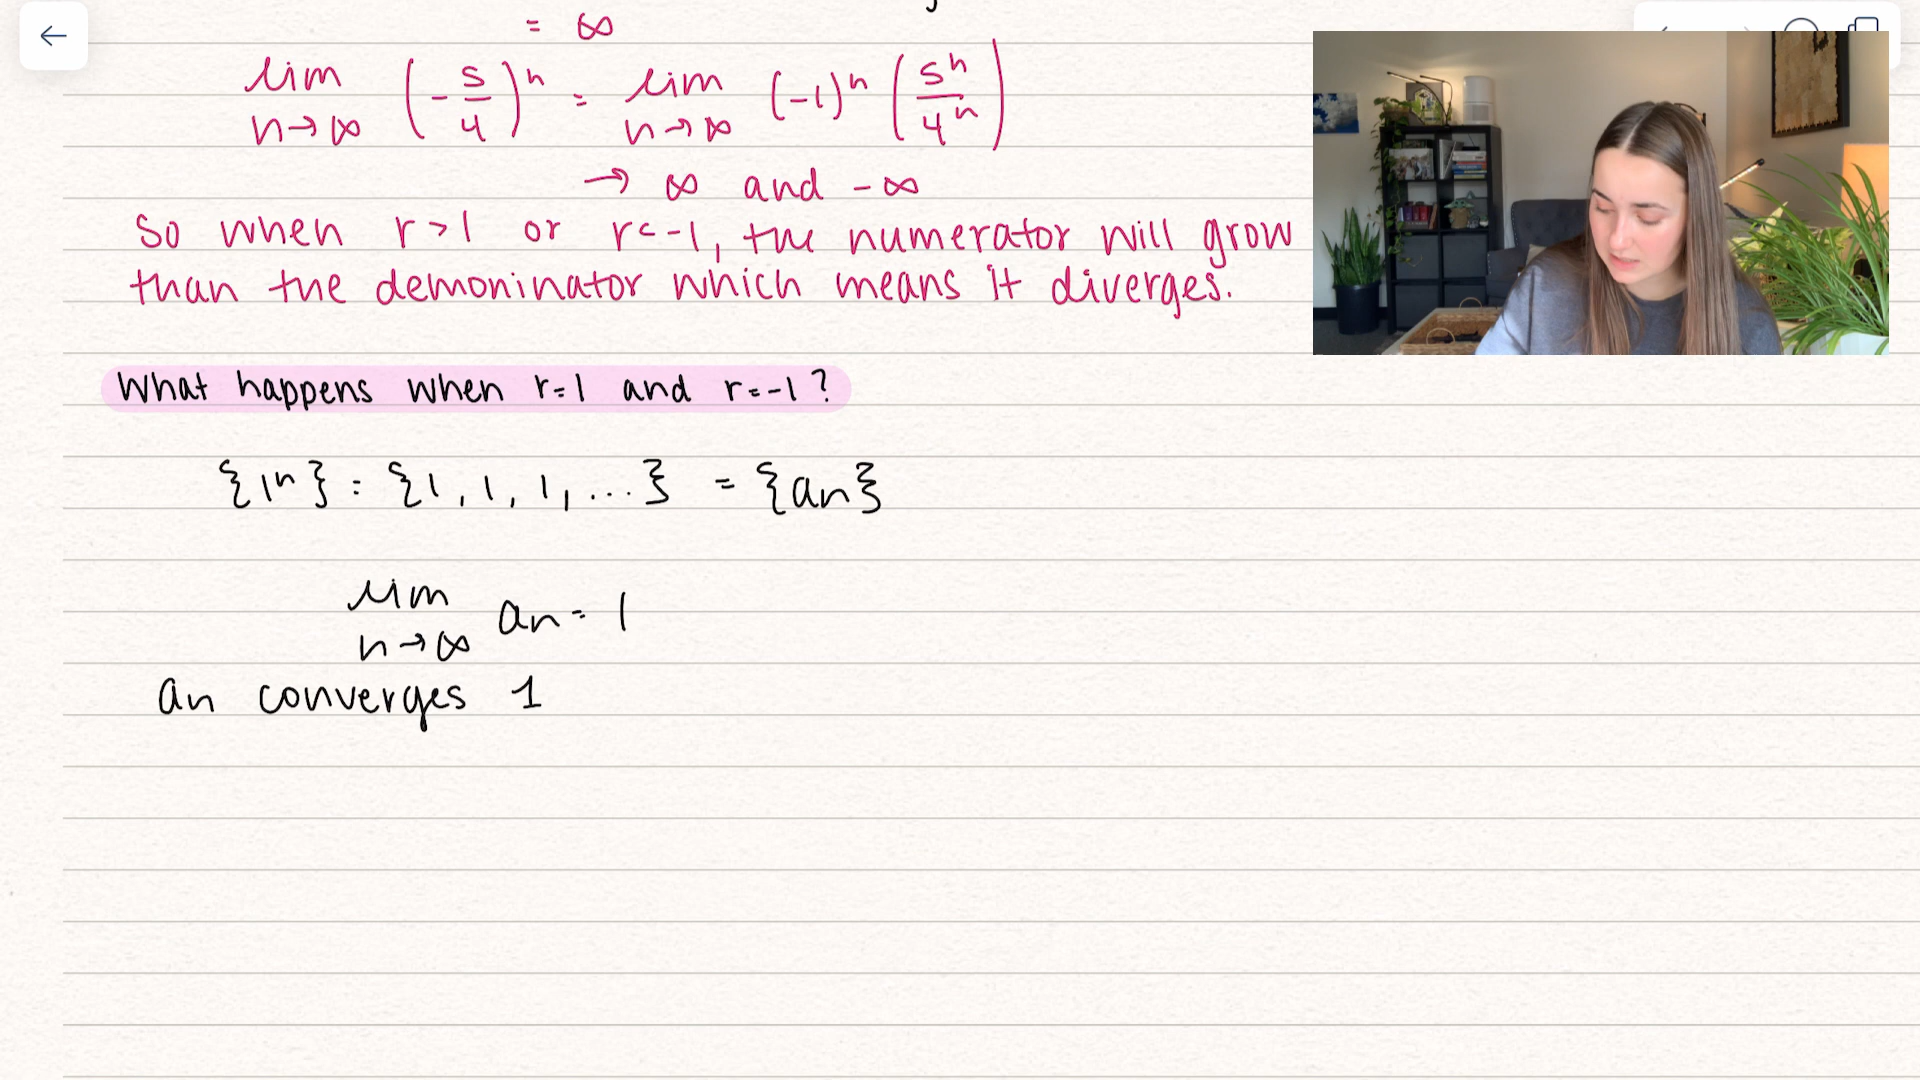 = ∞
lim n→∞ (-5/4)^n = lim n→∞ (-1)^n (5^n/4^n)
→ ∞ and -∞
So when r>1 or r<-1, the numerator will grow
than the demoninator which means it diverges.
What happens when r=1 and r=-1?
{1^n} = {1, 1, 1, ...} = {an}
lim n→∞ an = 1
an converges 1